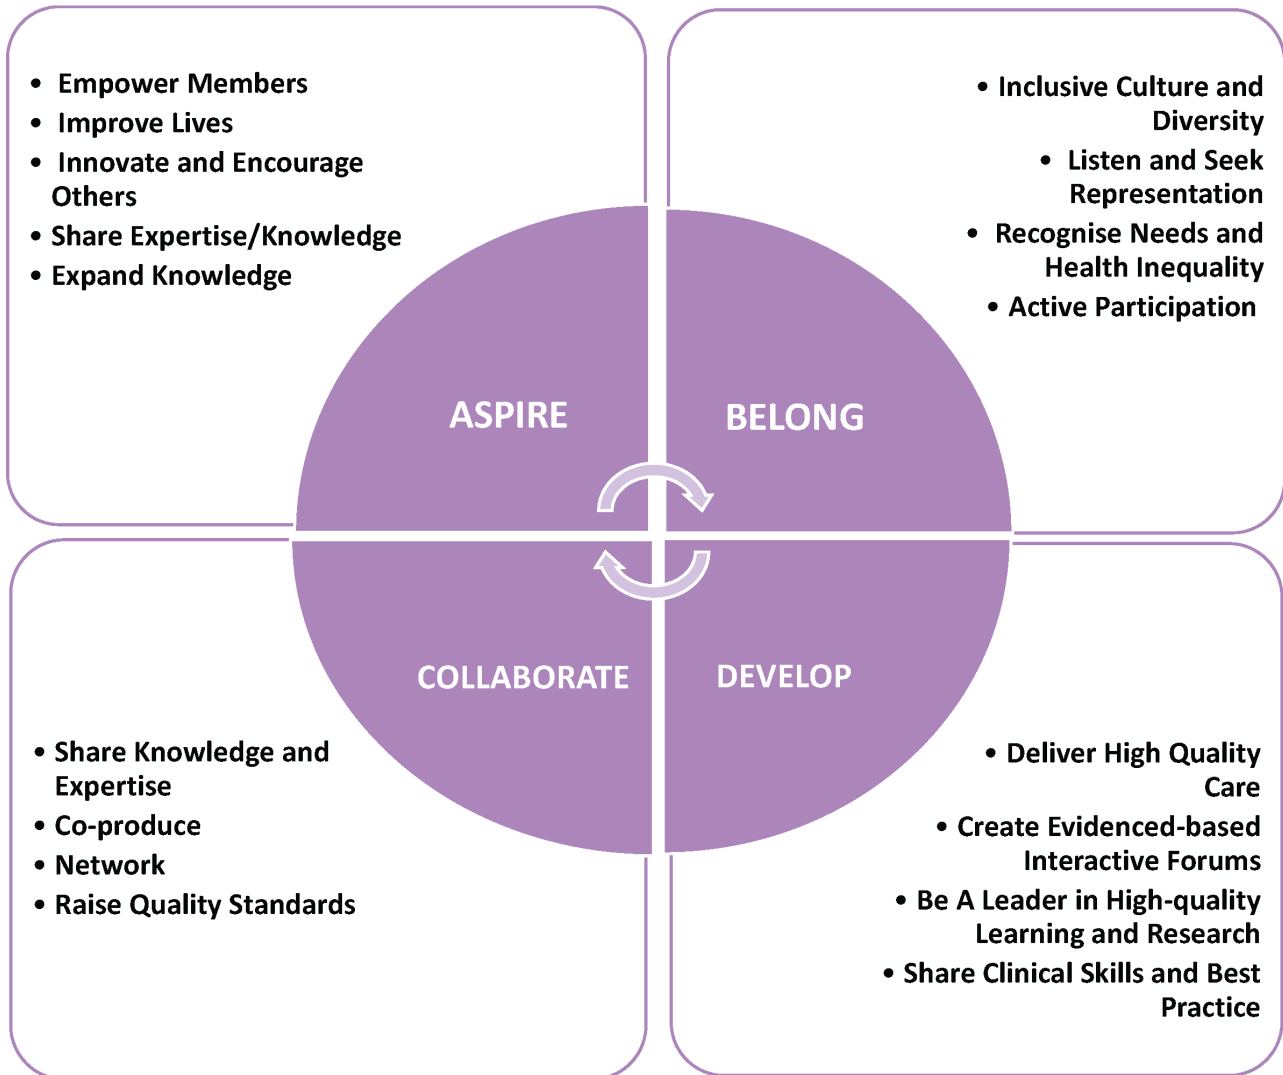 • Empower Members
• Improve Lives
• Innovate and Encourage
Others
• Share Expertise/Knowledge
• Expand Knowledge
• Inclusive Culture and
Diversity
• Listen and Seek
Representation
• Recognise Needs and
Health Inequality
• Active Participation
ASPIRE
BELONG
COLLABORATE
DEVELOP
• Share Knowledge and
Expertise
• Co-produce
• Network
• Raise Quality Standards
• Deliver High Quality
Care
• Create Evidenced-based
Interactive Forums
• Be A Leader in High-quality
Learning and Research
• Share Clinical Skills and Best
Practice